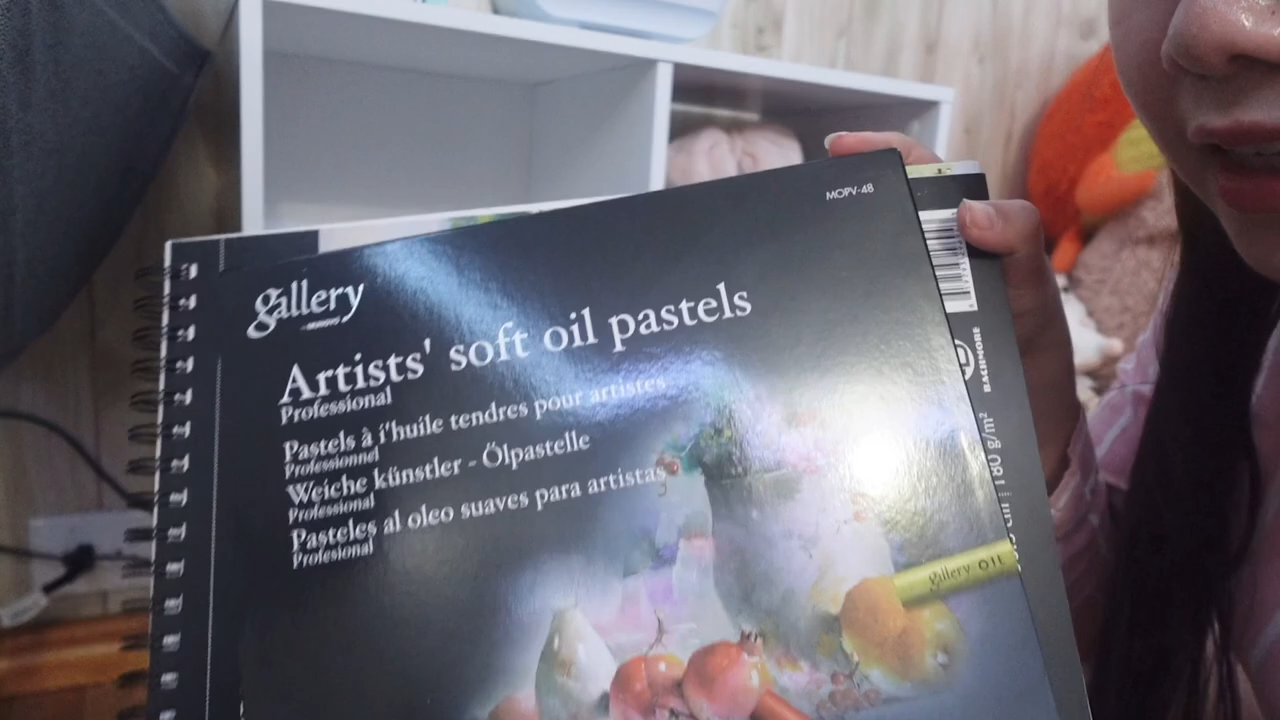 MOPV-48
gallery
Artists' soft oil pastels
Professional
Pastels à i'huile tendres pour artistes
Professionnel
Weiche künstler - Ölpastelle
Professional
Pasteles al oleo suaves para artistas
Profesional
gallery
BACHMORE
180 g/m²